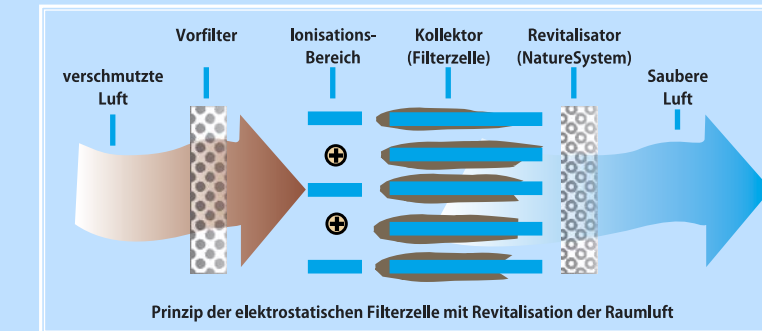 Vorfilter
Ionisations-
Bereich
Kollektor
(Filterzelle)
Revitalisator
(NatureSystem)
verschmutzte
Luft
Saubere
Luft
Prinzip der elektrostatischen Filterzelle mit Revitalisation der Raumluft